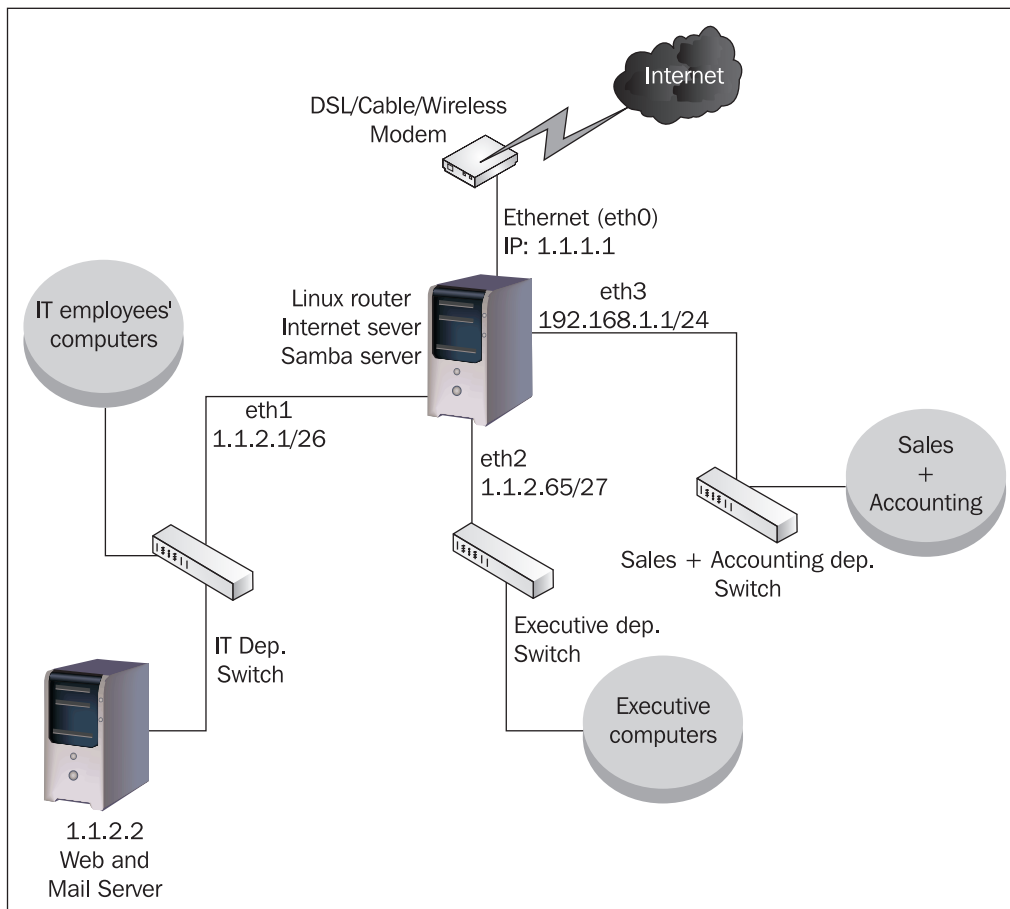 Internet
DSL/Cable/Wireless
Modem
Ethernet (eth0)
IP: 1.1.1.1
IT employees'
computers
Linux router
Internet sever
Samba server
eth3
192.168.1.1/24
eth1
1.1.2.1/26
eth2
1.1.2.65/27
Sales
+
Accounting
Sales + Accounting dep.
Switch
IT Dep.
Switch
Executive dep.
Switch
Executive
computers
1.1.2.2
Web and
Mail Server